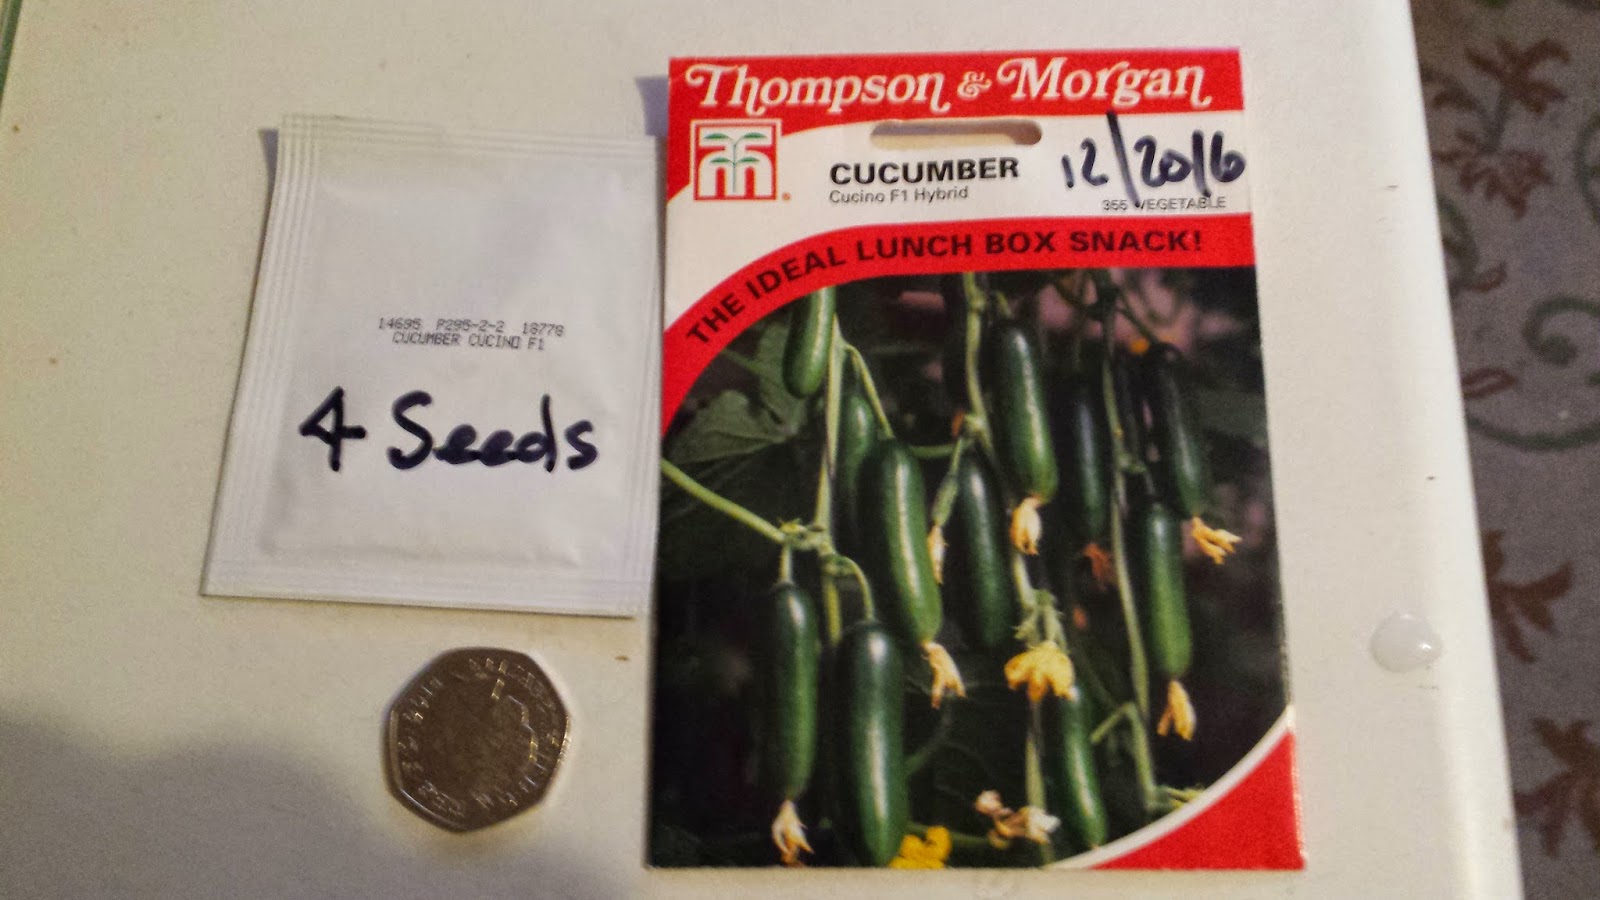 14695 P295-2-2 18778
CUCUMBER CUCINO F1
4 Seeds
Thompson & Morgan
CUCUMBER
Cucino F1 Hybrid
12/2016
355 VEGETABLE
THE IDEAL LUNCH BOX SNACK!